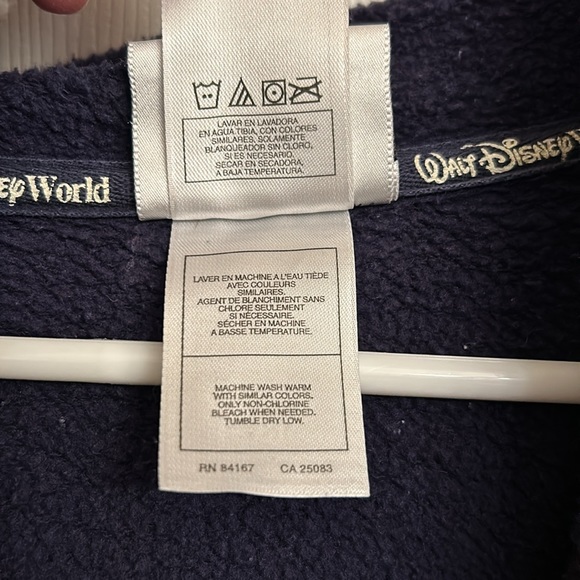 LAVAR EN LAVADORA
EN AGUA TIBIA, CON COLORES
SIMILARES. SOLAMENTE
BLANQUEADOR SIN CLORO,
SI ES NECESARIO.
SECAR EN SECADORA,
A BAJA TEMPERATURA.
World
WALT DISNEY
LAVER EN MACHINE A L'EAU TIÈDE
AVEC COULEURS
SIMILAIRES.
AGENT DE BLANCHIMENT SANS
CHLORE SEULEMENT
SI NÉCESSAIRE.
SÉCHER EN MACHINE
A BASSE TEMPERATURE.
MACHINE WASH WARM
WITH SIMILAR COLORS.
ONLY NON-CHLORINE
BLEACH WHEN NEEDED.
TUMBLE DRY LOW.
RN 84167 CA 25083